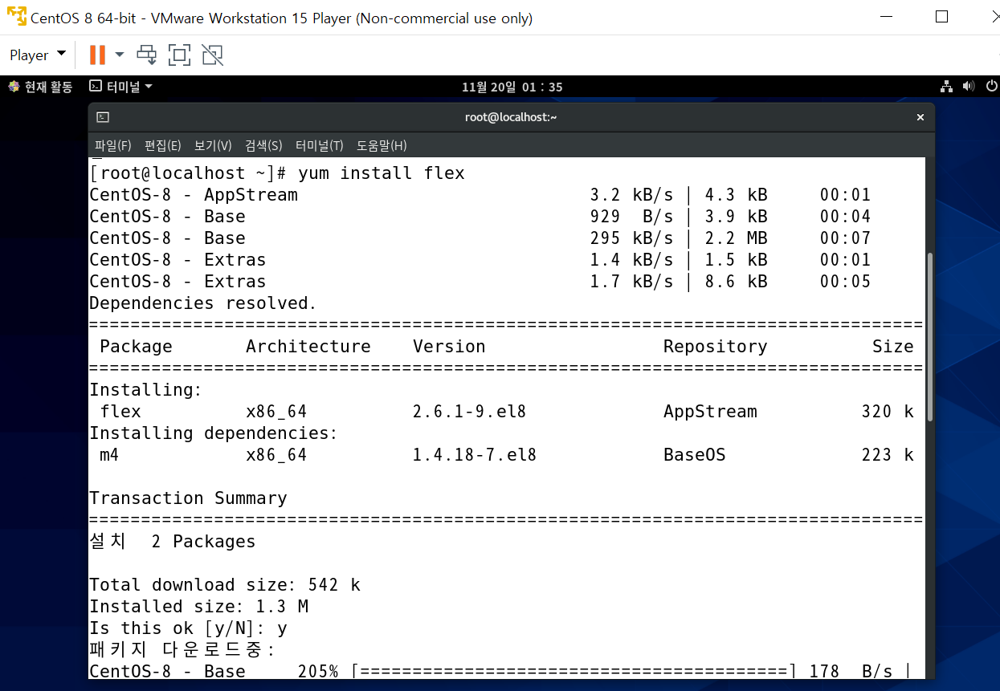 CentOS 8 64-bit - VMware Workstation 15 Player (Non-commercial use only)
Player
현재 활동 터미널 11월 20일 01 : 35
root@localhost:~
파일(F) 편집(E) 보기(V) 검색(S) 터미널(T) 도움말(H)
[root@localhost ~]# yum install flex
CentOS-8 - AppStream 3.2 kB/s | 4.3 kB 00:01
CentOS-8 - Base 929 B/s | 3.9 kB 00:04
CentOS-8 - Base 295 kB/s | 2.2 MB 00:07
CentOS-8 - Extras 1.4 kB/s | 1.5 kB 00:01
CentOS-8 - Extras 1.7 kB/s | 8.6 kB 00:05
Dependencies resolved.
================================================================================
Package Architecture Version Repository Size
================================================================================
Installing:
flex x86_64 2.6.1-9.el8 AppStream 320 k
Installing dependencies:
m4 x86_64 1.4.18-7.el8 BaseOS 223 k
Transaction Summary
================================================================================
설치 2 Packages
Total download size: 542 k
Installed size: 1.3 M
Is this ok [y/N]: y
패키지 다운로드중:
CentOS-8 - Base 205% [=========================================] 178 B/s |